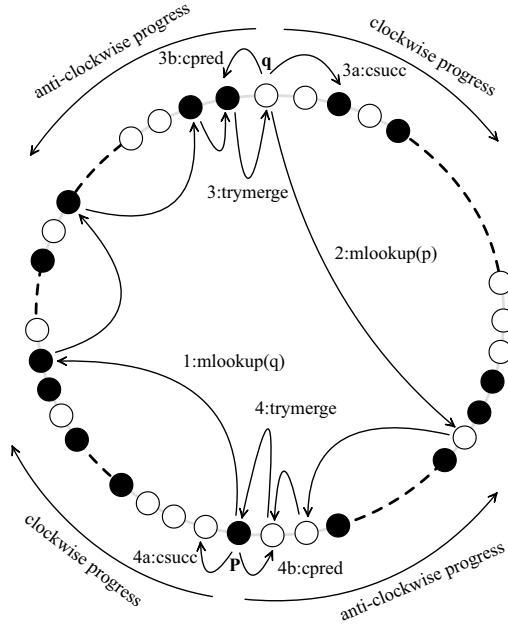 anti-clockwise progress
clockwise progress
3b:cpred
q
3a:csucc
3:trymerge
2:mlookup(p)
1:mlookup(q)
4:trymerge
4a:csucc
P
4b:cpred
clockwise progress
anti-clockwise progress